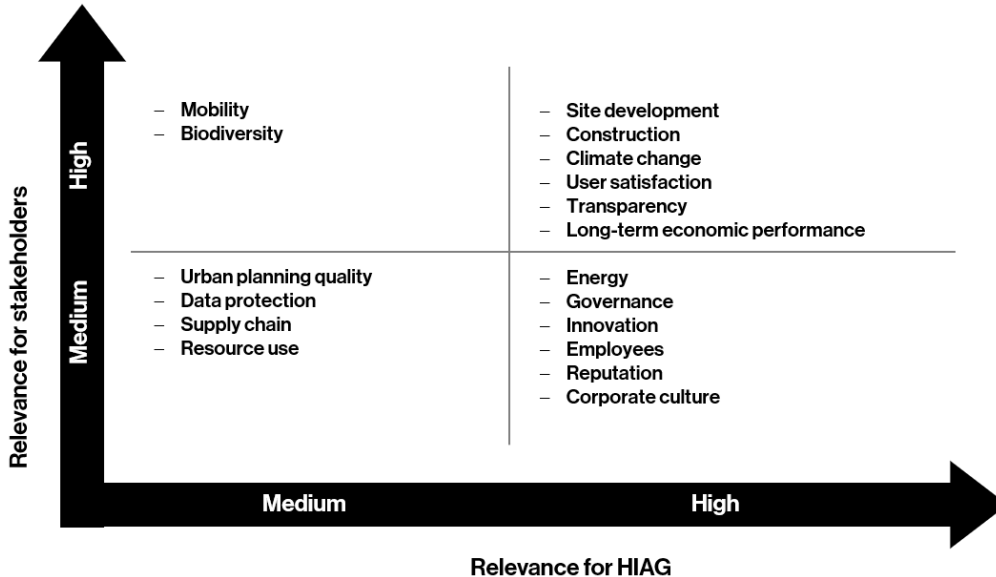 Relevance for stakeholders
High
Medium
– Mobility
– Biodiversity
– Site development
– Construction
– Climate change
– User satisfaction
– Transparency
– Long-term economic performance
– Urban planning quality
– Data protection
– Supply chain
– Resource use
– Energy
– Governance
– Innovation
– Employees
– Reputation
– Corporate culture
Medium
High
Relevance for HIAG